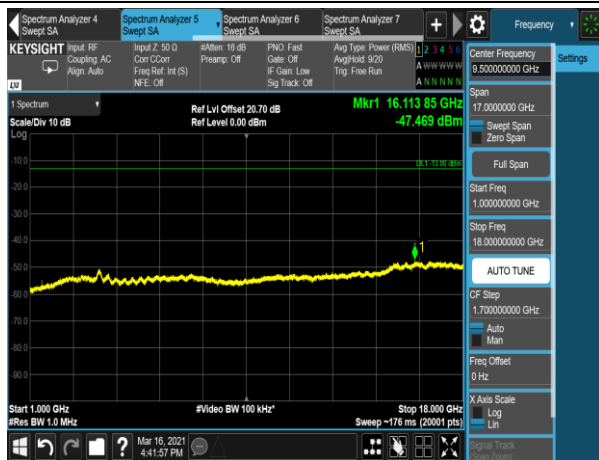 Spectrum Analyzer 4
Swept SA
Spectrum Analyzer 5
Swept SA
Spectrum Analyzer 6
Swept SA
Spectrum Analyzer 7
Swept SA
+
Frequency
KEYSIGHT
Input: RF
Coupling: AC
Align: Auto
Input Z: 50 Ω
Corr CCorr
Freq Ref: Int (S)
NFE: Off
#Atten: 16 dB
Preamp: Off
PNO: Fast
Gate: Off
IF Gain: Low
Sig Track: Off
Avg Type: Power (RMS)
Avg|Hold: 9/20
Trig: Free Run
1 2 3 4 5 6
A W W W W W
A N N N N N
LXI
1 Spectrum
Scale/Div 10 dB
Log
Ref Lvl Offset 20.70 dB
Ref Level 0.00 dBm
Mkr1 16.113 85 GHz
-47.469 dBm
DL1 -13.00 dBm
-10.0
-20.0
-30.0
-40.0
-50.0
-60.0
-70.0
-80.0
-90.0
1
Start 1.000 GHz
#Res BW 1.0 MHz
#Video BW 100 kHz*
Stop 18.000 GHz
Sweep ~176 ms (20001 pts)
Center Frequency
9.500000000 GHz
Settings
Span
17.0000000 GHz
Swept Span
Zero Span
Full Span
Start Freq
1.000000000 GHz
Stop Freq
18.000000000 GHz
AUTO TUNE
CF Step
1.700000000 GHz
Auto
Man
Freq Offset
0 Hz
X Axis Scale
Log
Lin
Signal Track
(Span Zoom)
?
Mar 16, 2021
4:41:57 PM